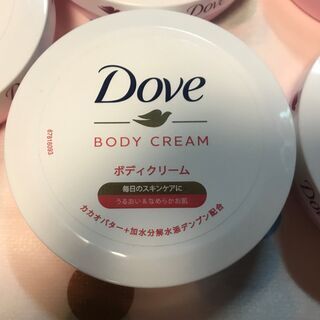 Dove
BODY CREAM
ボディクリーム
毎日のスキンケアに
うるおい&なめらかお肌
カカオバター+加水分解水添デンプン配合
67816093